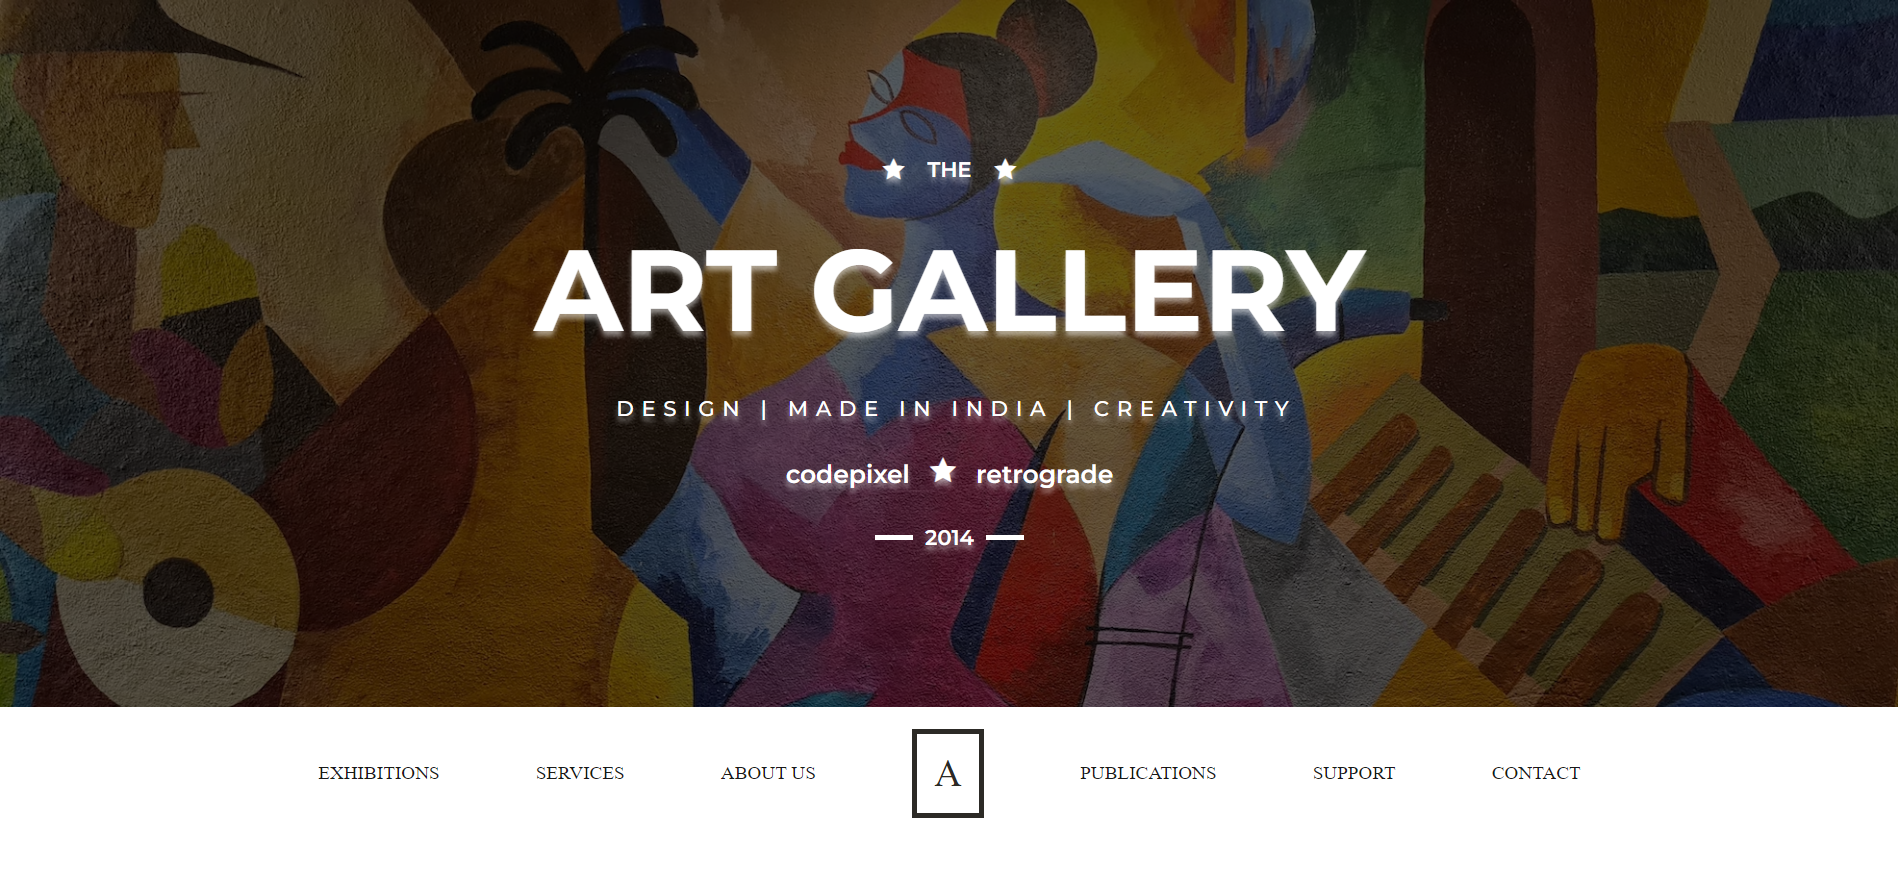 THE
ART GALLERY
DESIGN | MADE IN INDIA | CREATIVITY
codepixel retrograde
2014
EXHIBITIONS SERVICES ABOUT US A PUBLICATIONS SUPPORT CONTACT